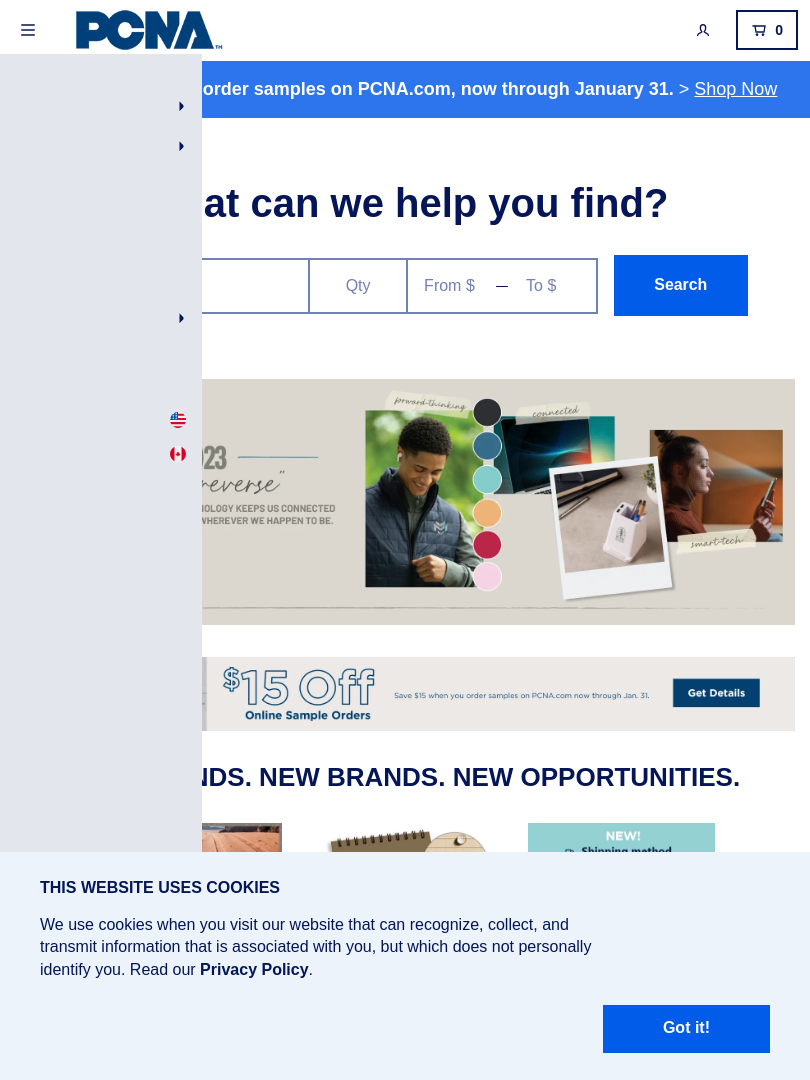 PCNA™
0
order samples on PCNA.com, now through January 31. > Shop Now
at can we help you find?
Qty
From $ — To $
Search
forward-thinking
connected
23
reverse”
OLOGY KEEPS US CONNECTED
WHEREVER WE HAPPEN TO BE.
smart-tech
$15 Off
Online Sample Orders
Save $15 when you order samples on PCNA.com now through Jan. 31.
Get Details
NDS. NEW BRANDS. NEW OPPORTUNITIES.
NEW!
Shipping method
THIS WEBSITE USES COOKIES
We use cookies when you visit our website that can recognize, collect, and
transmit information that is associated with you, but which does not personally
identify you. Read our Privacy Policy.
Got it!